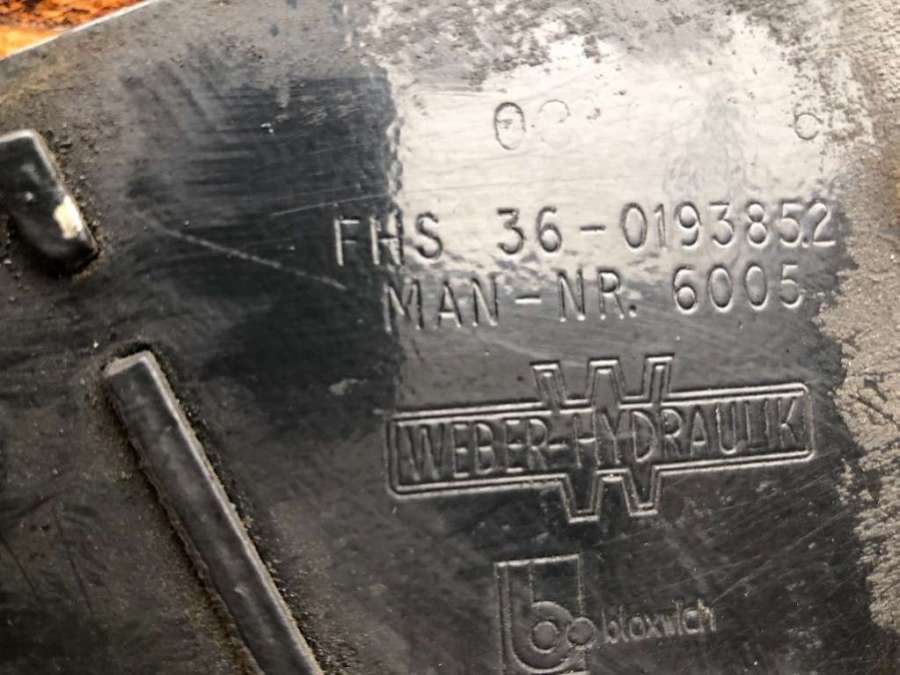 FHS 36-0193852
MAN-NR. 6005
WEBER-HYDRAULIK
bloxwich